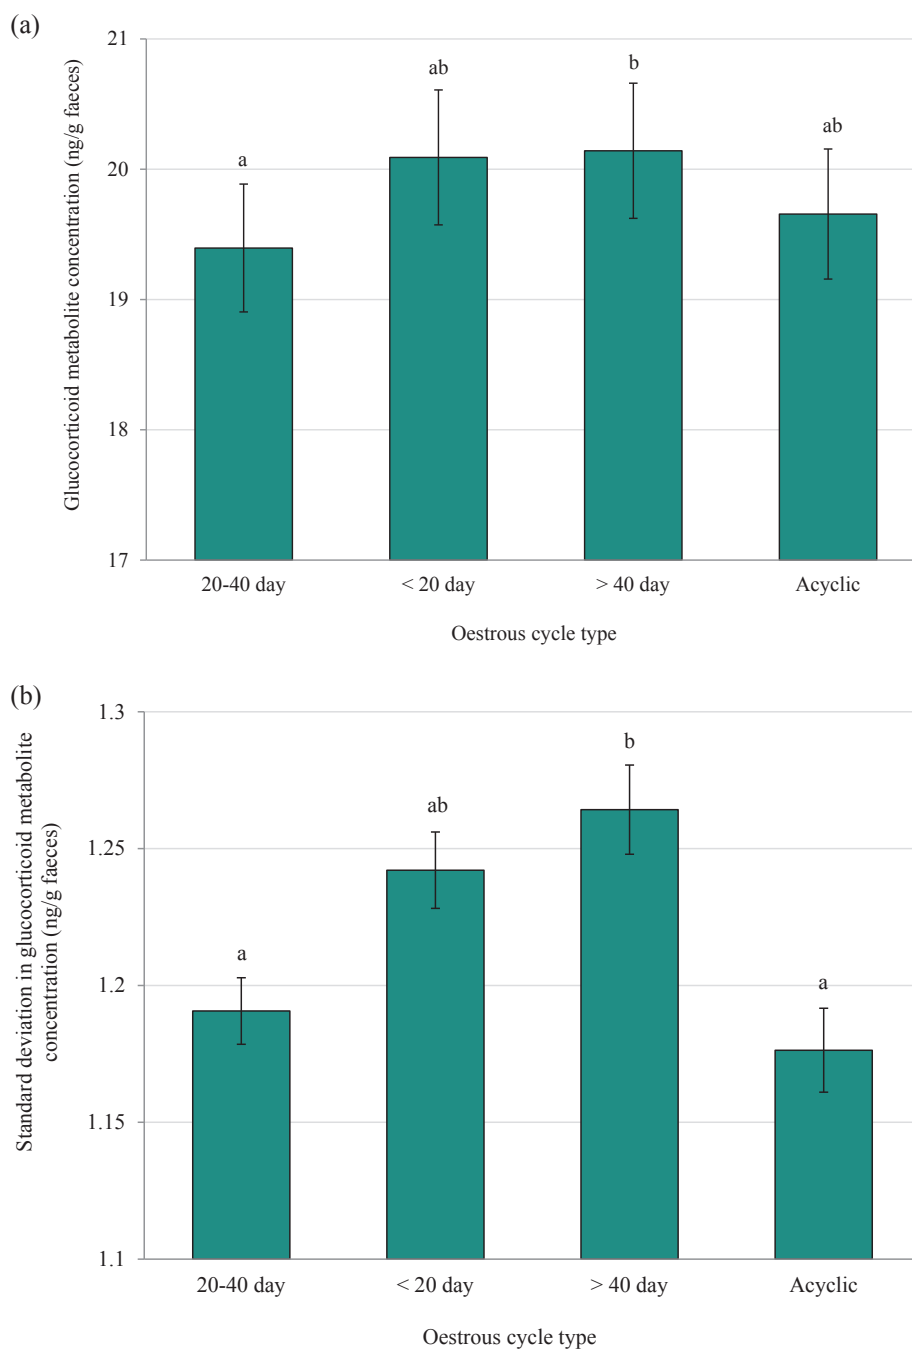 (a)
Glucocorticoid metabolite concentration (ng/g faeces)
21
20
19
18
17
a
ab
b
ab
20-40 day
< 20 day
> 40 day
Acyclic
Oestrous cycle type
(b)
Standard deviation in glucocorticoid metabolite
concentration (ng/g faeces)
1.3
1.25
1.2
1.15
1.1
a
ab
b
a
20-40 day
< 20 day
> 40 day
Acyclic
Oestrous cycle type